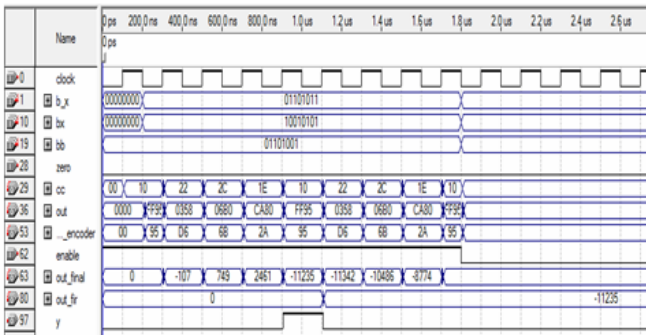 Name
0 ps 200.0 ns 400.0 ns 600.0 ns 800.0 ns 1.0 us 1.2 us 1.4 us 1.6 us 1.8 us 2.0 us 2.2 us 2.4 us 2.6 us
0 ps
0 clock
1 b_x 00000000 01101011
10 bx 00000000 10010101
19 bb 01101001
28 zero
29 cc 00 10 22 2C 1E 10 22 2C 1E 10
36 out 0000 FF95 0358 06B0 CA80 FF95 0358 06B0 CA80 FF95
53 ..._encoder 00 95 D6 6B 2A 95 D6 6B 2A 95
62 enable
63 out_final 0 -107 749 2461 -11235 -11342 -10486 -8774
80 out_fir 0 -11235
97 y